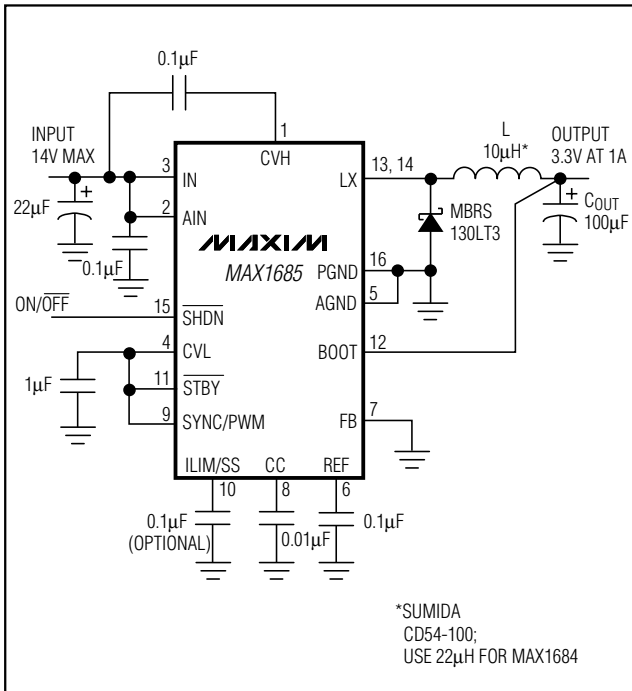 0.1µF
INPUT
14V MAX
22µF
0.1µF
ON/O̅F̅F̅
1µF
1
CVH
3
IN
2
AIN
MAXIM
MAX1685
15
S̅H̅D̅N̅
4
CVL
11
S̅T̅B̅Y̅
9
SYNC/PWM
LX
13, 14
PGND
16
AGND
5
BOOT
12
FB
7
ILIM/SS
10
CC
8
REF
6
L
10µH*
OUTPUT
3.3V AT 1A
MBRS
130LT3
COUT
100µF
0.1µF
(OPTIONAL)
0.01µF
0.1µF
*SUMIDA
CD54-100;
USE 22µH FOR MAX1684